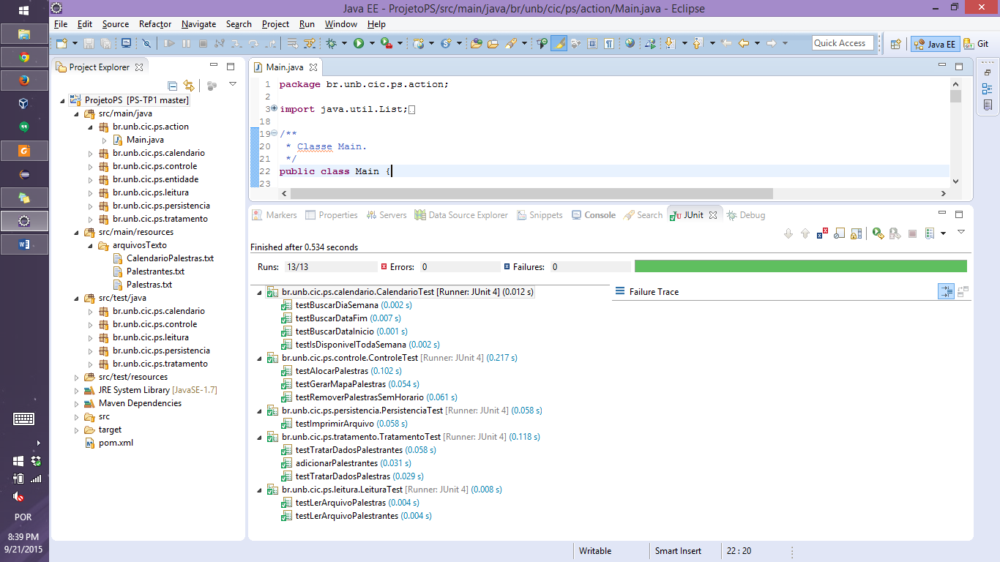 Java EE - ProjetoPS/src/main/java/br/unb/cic/ps/action/Main.java - Eclipse
File Edit Source Refactor Navigate Search Project Run Window Help
Quick Access Java EE Git
Project Explorer
ProjetoPS [PS-TP1 master]
src/main/java
br.unb.cic.ps.action
Main.java
br.unb.cic.ps.calendario
br.unb.cic.ps.controle
br.unb.cic.ps.entidade
br.unb.cic.ps.leitura
br.unb.cic.ps.persistencia
br.unb.cic.ps.tratamento
src/main/resources
arquivosTexto
CalendarioPalestras.txt
Palestrantes.txt
Palestras.txt
src/test/java
br.unb.cic.ps.calendario
br.unb.cic.ps.controle
br.unb.cic.ps.leitura
br.unb.cic.ps.persistencia
br.unb.cic.ps.tratamento
src/test/resources
JRE System Library [JavaSE-1.7]
Maven Dependencies
src
target
pom.xml
Main.java
1 package br.unb.cic.ps.action;
2
3 import java.util.List;
18
19 /**
20 * Classe Main.
21 */
22 public class Main {
23
Markers Properties Servers Data Source Explorer Snippets Console Search JUnit Debug
Finished after 0.534 seconds
Runs: 13/13 Errors: 0 Failures: 0
br.unb.cic.ps.calendario.CalendarioTest [Runner: JUnit 4] (0.012 s)
testBuscarDiaSemana (0.002 s)
testBuscarDataFim (0.007 s)
testBuscarDataInicio (0.001 s)
testIsDisponivelTodaSemana (0.002 s)
br.unb.cic.ps.controle.ControleTest [Runner: JUnit 4] (0.217 s)
testAlocarPalestras (0.102 s)
testGerarMapaPalestras (0.054 s)
testRemoverPalestrasSemHorario (0.061 s)
br.unb.cic.ps.persistencia.PersistenciaTest [Runner: JUnit 4] (0.058 s)
testImprimirArquivo (0.058 s)
br.unb.cic.ps.tratamento.TratamentoTest [Runner: JUnit 4] (0.118 s)
testTratarDadosPalestrantes (0.058 s)
adicionarPalestrantes (0.031 s)
testTratarDadosPalestras (0.029 s)
br.unb.cic.ps.leitura.LeituraTest [Runner: JUnit 4] (0.008 s)
testLerArquivoPalestras (0.004 s)
testLerArquivoPalestrantes (0.004 s)
Failure Trace
Writable Smart Insert 22 : 20
POR
8:39 PM
9/21/2015